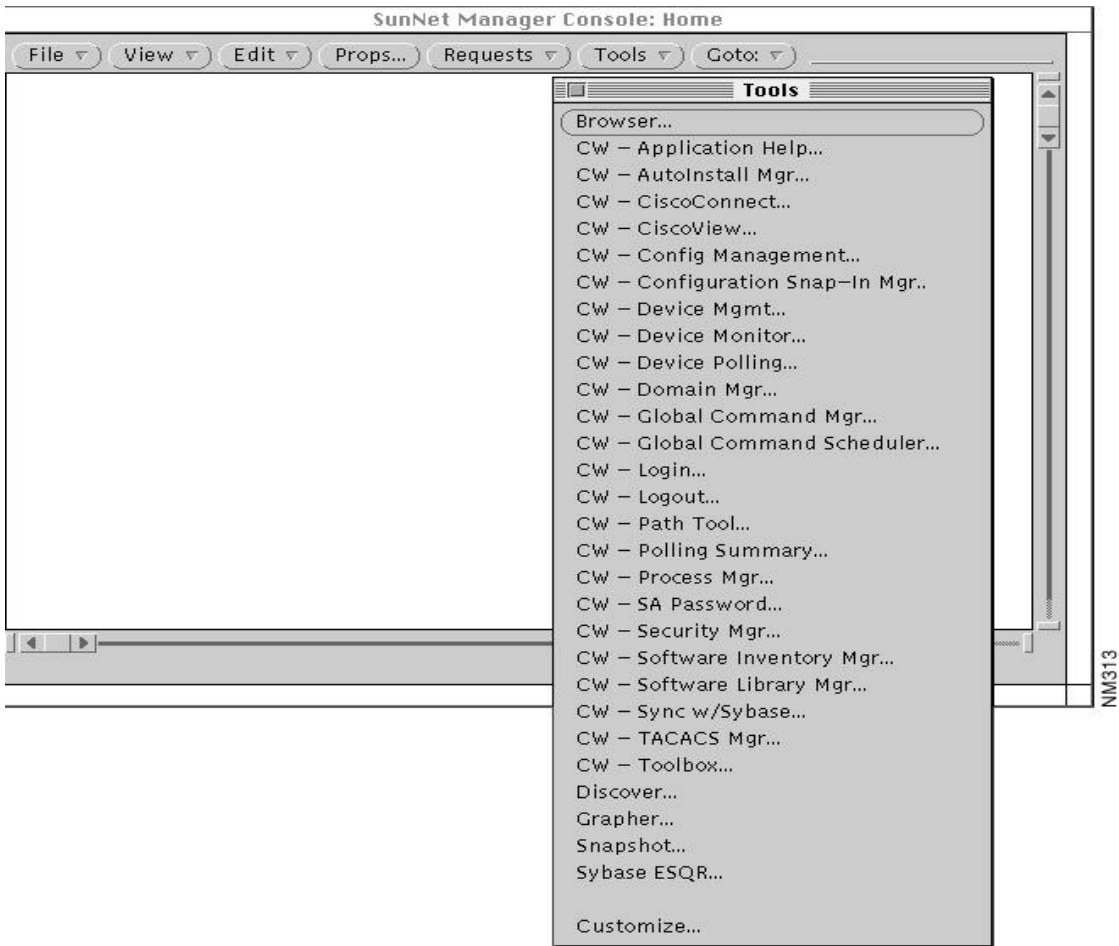 SunNet Manager Console: Home
File View Edit Props... Requests Tools Goto:
Tools
Browser...
CW – Application Help...
CW – AutoInstall Mgr...
CW – CiscoConnect...
CW – CiscoView...
CW – Config Management...
CW – Configuration Snap–In Mgr..
CW – Device Mgmt...
CW – Device Monitor...
CW – Device Polling...
CW – Domain Mgr...
CW – Global Command Mgr...
CW – Global Command Scheduler...
CW – Login...
CW – Logout...
CW – Path Tool...
CW – Polling Summary...
CW – Process Mgr...
CW – SA Password...
CW – Security Mgr...
CW – Software Inventory Mgr...
CW – Software Library Mgr...
CW – Sync w/Sybase...
CW – TACACS Mgr...
CW – Toolbox...
Discover...
Grapher...
Snapshot...
Sybase ESQR...
Customize...
NM313